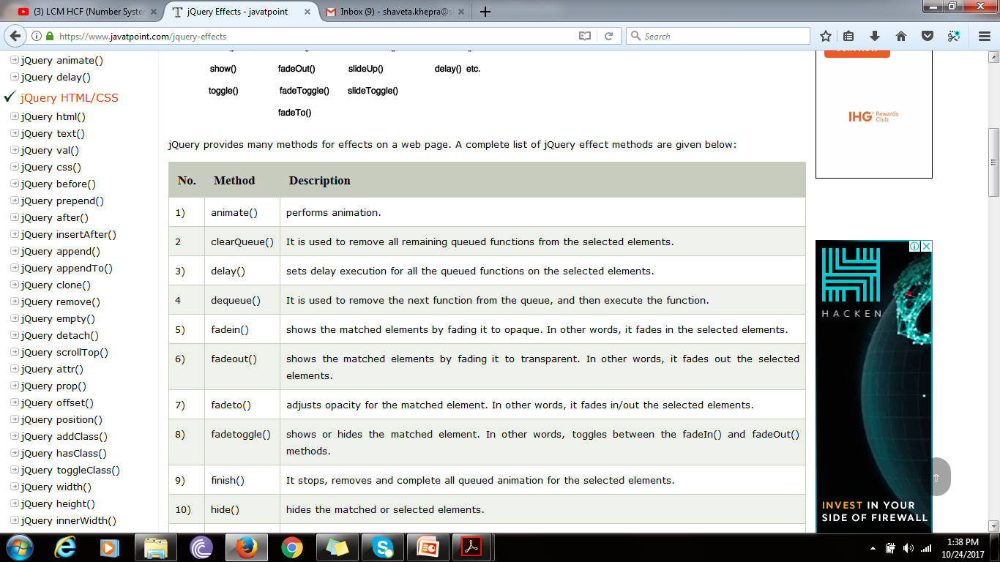 (3) LCM HCF (Number System
jQuery Effects - javatpoint
Inbox (9) - shaveta.khepra@
https://www.javatpoint.com/jquery-effects
Search
jQuery animate()
jQuery delay()
jQuery HTML/CSS
jQuery html()
jQuery text()
jQuery val()
jQuery css()
jQuery before()
jQuery prepend()
jQuery after()
jQuery insertAfter()
jQuery append()
jQuery appendTo()
jQuery clone()
jQuery remove()
jQuery empty()
jQuery detach()
jQuery scrollTop()
jQuery attr()
jQuery prop()
jQuery offset()
jQuery position()
jQuery addClass()
jQuery hasClass()
jQuery toggleClass()
jQuery width()
jQuery height()
jQuery innerWidth()
show() fadeOut() slideUp() delay() etc.
toggle() fadeToggle() slideToggle()
fadeTo()
jQuery provides many methods for effects on a web page. A complete list of jQuery effect methods are given below:
No. Method Description
1) animate() performs animation.
2 clearQueue() It is used to remove all remaining queued functions from the selected elements.
3) delay() sets delay execution for all the queued functions on the selected elements.
4 dequeue() It is used to remove the next function from the queue, and then execute the function.
5) fadein() shows the matched elements by fading it to opaque. In other words, it fades in the selected elements.
6) fadeout() shows the matched elements by fading it to transparent. In other words, it fades out the selected
elements.
7) fadeto() adjusts opacity for the matched element. In other words, it fades in/out the selected elements.
8) fadetoggle() shows or hides the matched element. In other words, toggles between the fadeIn() and fadeOut()
methods.
9) finish() It stops, removes and complete all queued animation for the selected elements.
10) hide() hides the matched or selected elements.
IHG Rewards
Club
HACKEN
INVEST IN YOUR
SIDE OF FIREWALL
1:38 PM
10/24/2017